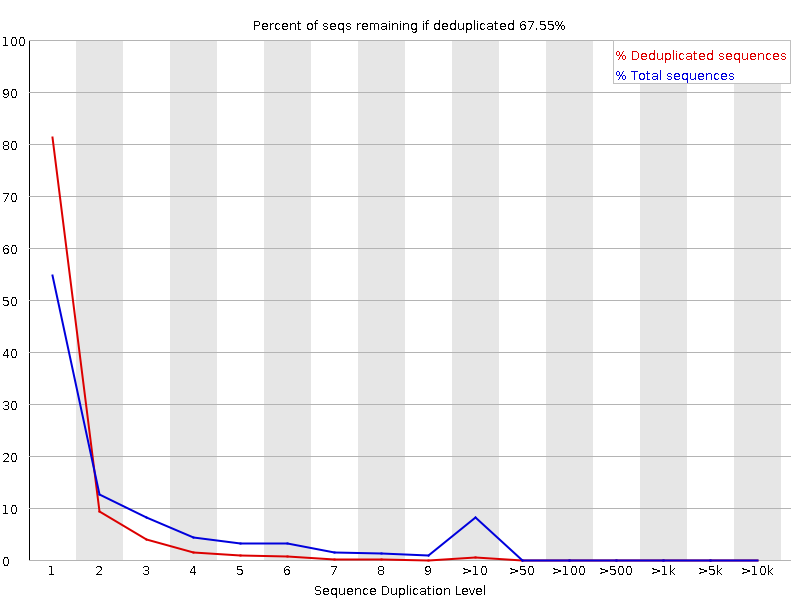 Percent of seqs remaining if deduplicated 67.55%
% Deduplicated sequences
% Total sequences
100
90
80
70
60
50
40
30
20
10
0
1 2 3 4 5 6 7 8 9 >10 >50 >100 >500 >1k >5k >10k
Sequence Duplication Level